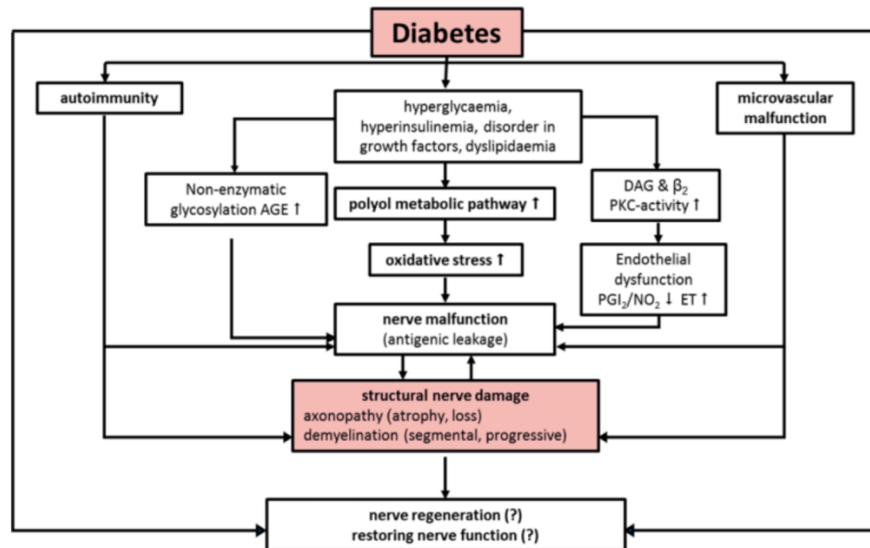 Diabetes
autoimmunity
hyperglycaemia,
hyperinsulinemia, disorder in
growth factors, dyslipidaemia
microvascular
malfunction
Non-enzymatic
glycosylation AGE ↑
polyol metabolic pathway ↑
DAG & β₂
PKC-activity ↑
oxidative stress ↑
Endothelial
dysfunction
PGI₂/NO₂ ↓ ET ↑
nerve malfunction
(antigenic leakage)
structural nerve damage
axonopathy (atrophy, loss)
demyelination (segmental, progressive)
nerve regeneration (?)
restoring nerve function (?)